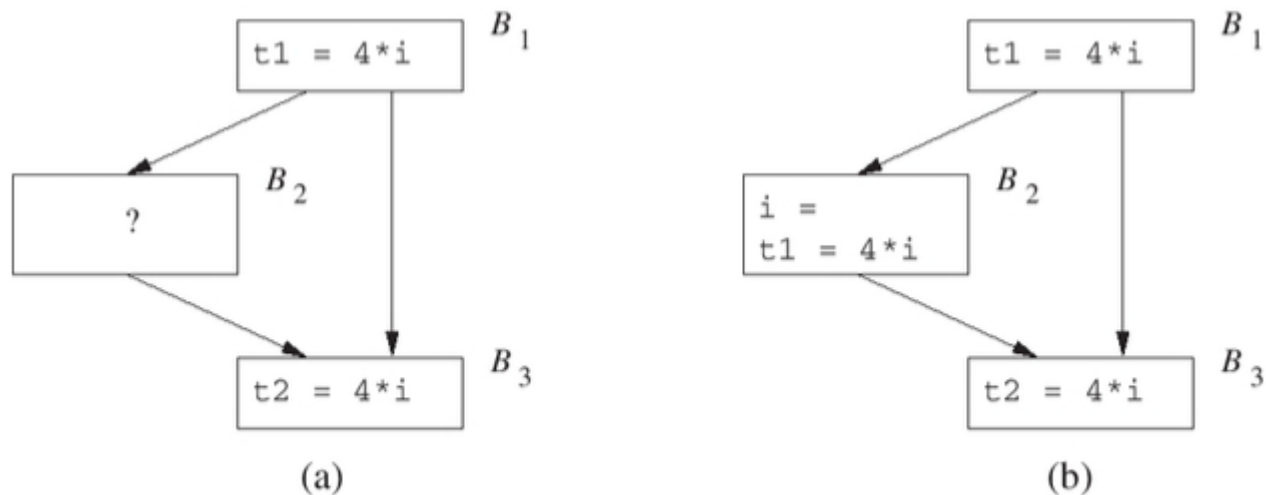 B1
t1 = 4*i
B2
?
B3
t2 = 4*i
(a)
B1
t1 = 4*i
B2
i =
t1 = 4*i
B3
t2 = 4*i
(b)